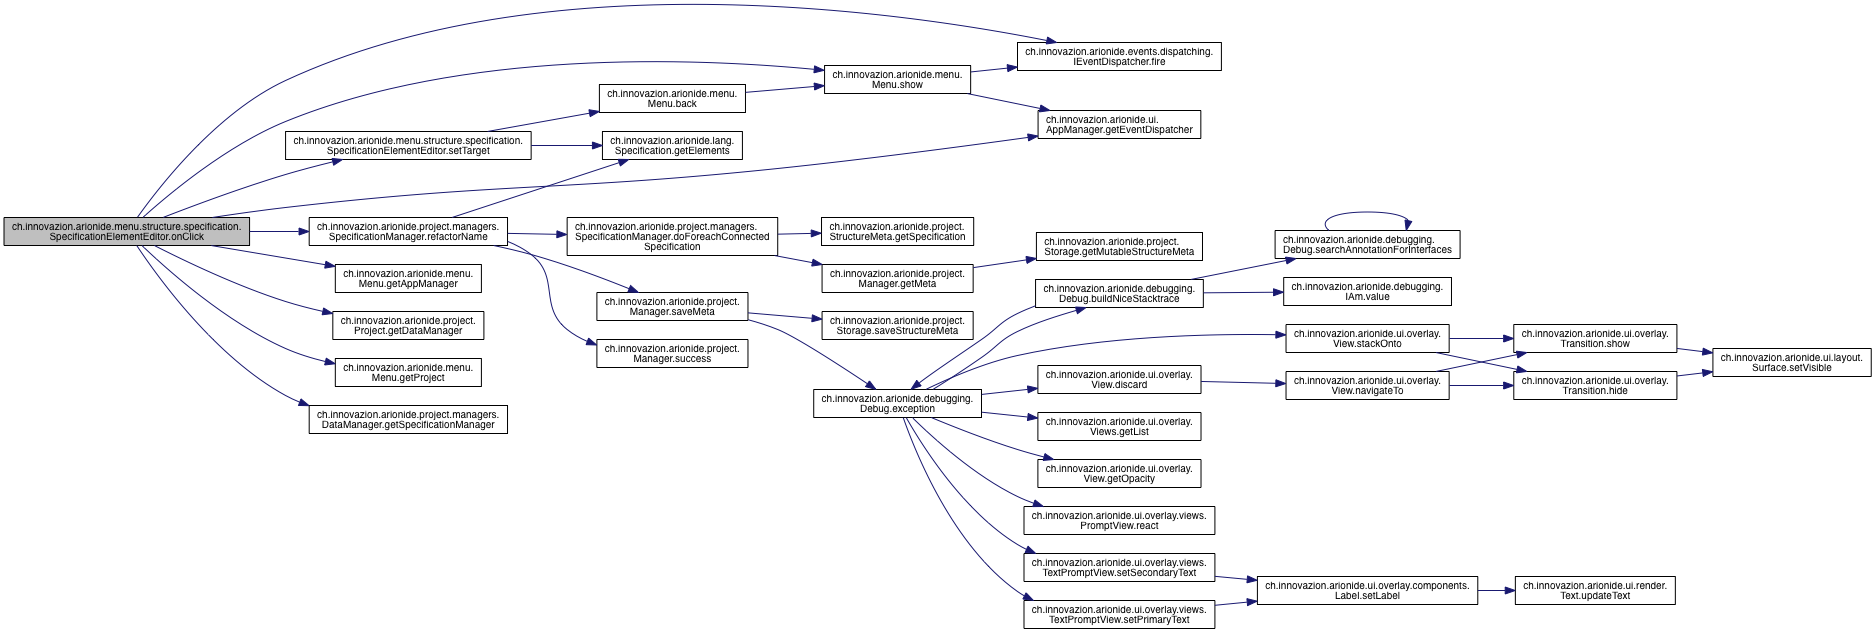 ch.innovazion.arionide.menu.structure.specification.
SpecificationElementEditor.onClick
ch.innovazion.arionide.menu.structure.specification.
SpecificationElementEditor.setTarget
ch.innovazion.arionide.project.managers.
SpecificationManager.refactorName
ch.innovazion.arionide.menu.
Menu.getAppManager
ch.innovazion.arionide.project.
Project.getDataManager
ch.innovazion.arionide.menu.
Menu.getProject
ch.innovazion.arionide.project.managers.
DataManager.getSpecificationManager
ch.innovazion.arionide.menu.
Menu.back
ch.innovazion.arionide.lang.
Specification.getElements
ch.innovazion.arionide.project.managers.
SpecificationManager.doForeachConnected
Specification
ch.innovazion.arionide.project.
Manager.saveMeta
ch.innovazion.arionide.project.
Manager.success
ch.innovazion.arionide.menu.
Menu.show
ch.innovazion.arionide.project.
StructureMeta.getSpecification
ch.innovazion.arionide.project.
Manager.getMeta
ch.innovazion.arionide.project.
Storage.saveStructureMeta
ch.innovazion.arionide.debugging.
Debug.exception
ch.innovazion.arionide.events.dispatching.
IEventDispatcher.fire
ch.innovazion.arionide.ui.
AppManager.getEventDispatcher
ch.innovazion.arionide.project.
Storage.getMutableStructureMeta
ch.innovazion.arionide.debugging.
Debug.buildNiceStacktrace
ch.innovazion.arionide.ui.overlay.
View.discard
ch.innovazion.arionide.ui.overlay.
Views.getList
ch.innovazion.arionide.ui.overlay.
View.getOpacity
ch.innovazion.arionide.ui.overlay.views.
PromptView.react
ch.innovazion.arionide.ui.overlay.views.
TextPromptView.setSecondaryText
ch.innovazion.arionide.ui.overlay.views.
TextPromptView.setPrimaryText
ch.innovazion.arionide.debugging.
Debug.searchAnnotationForInterfaces
ch.innovazion.arionide.debugging.
IAm.value
ch.innovazion.arionide.ui.overlay.
View.stackOnto
ch.innovazion.arionide.ui.overlay.
View.navigateTo
ch.innovazion.arionide.ui.overlay.components.
Label.setLabel
ch.innovazion.arionide.ui.overlay.
Transition.show
ch.innovazion.arionide.ui.overlay.
Transition.hide
ch.innovazion.arionide.ui.render.
Text.updateText
ch.innovazion.arionide.ui.layout.
Surface.setVisible